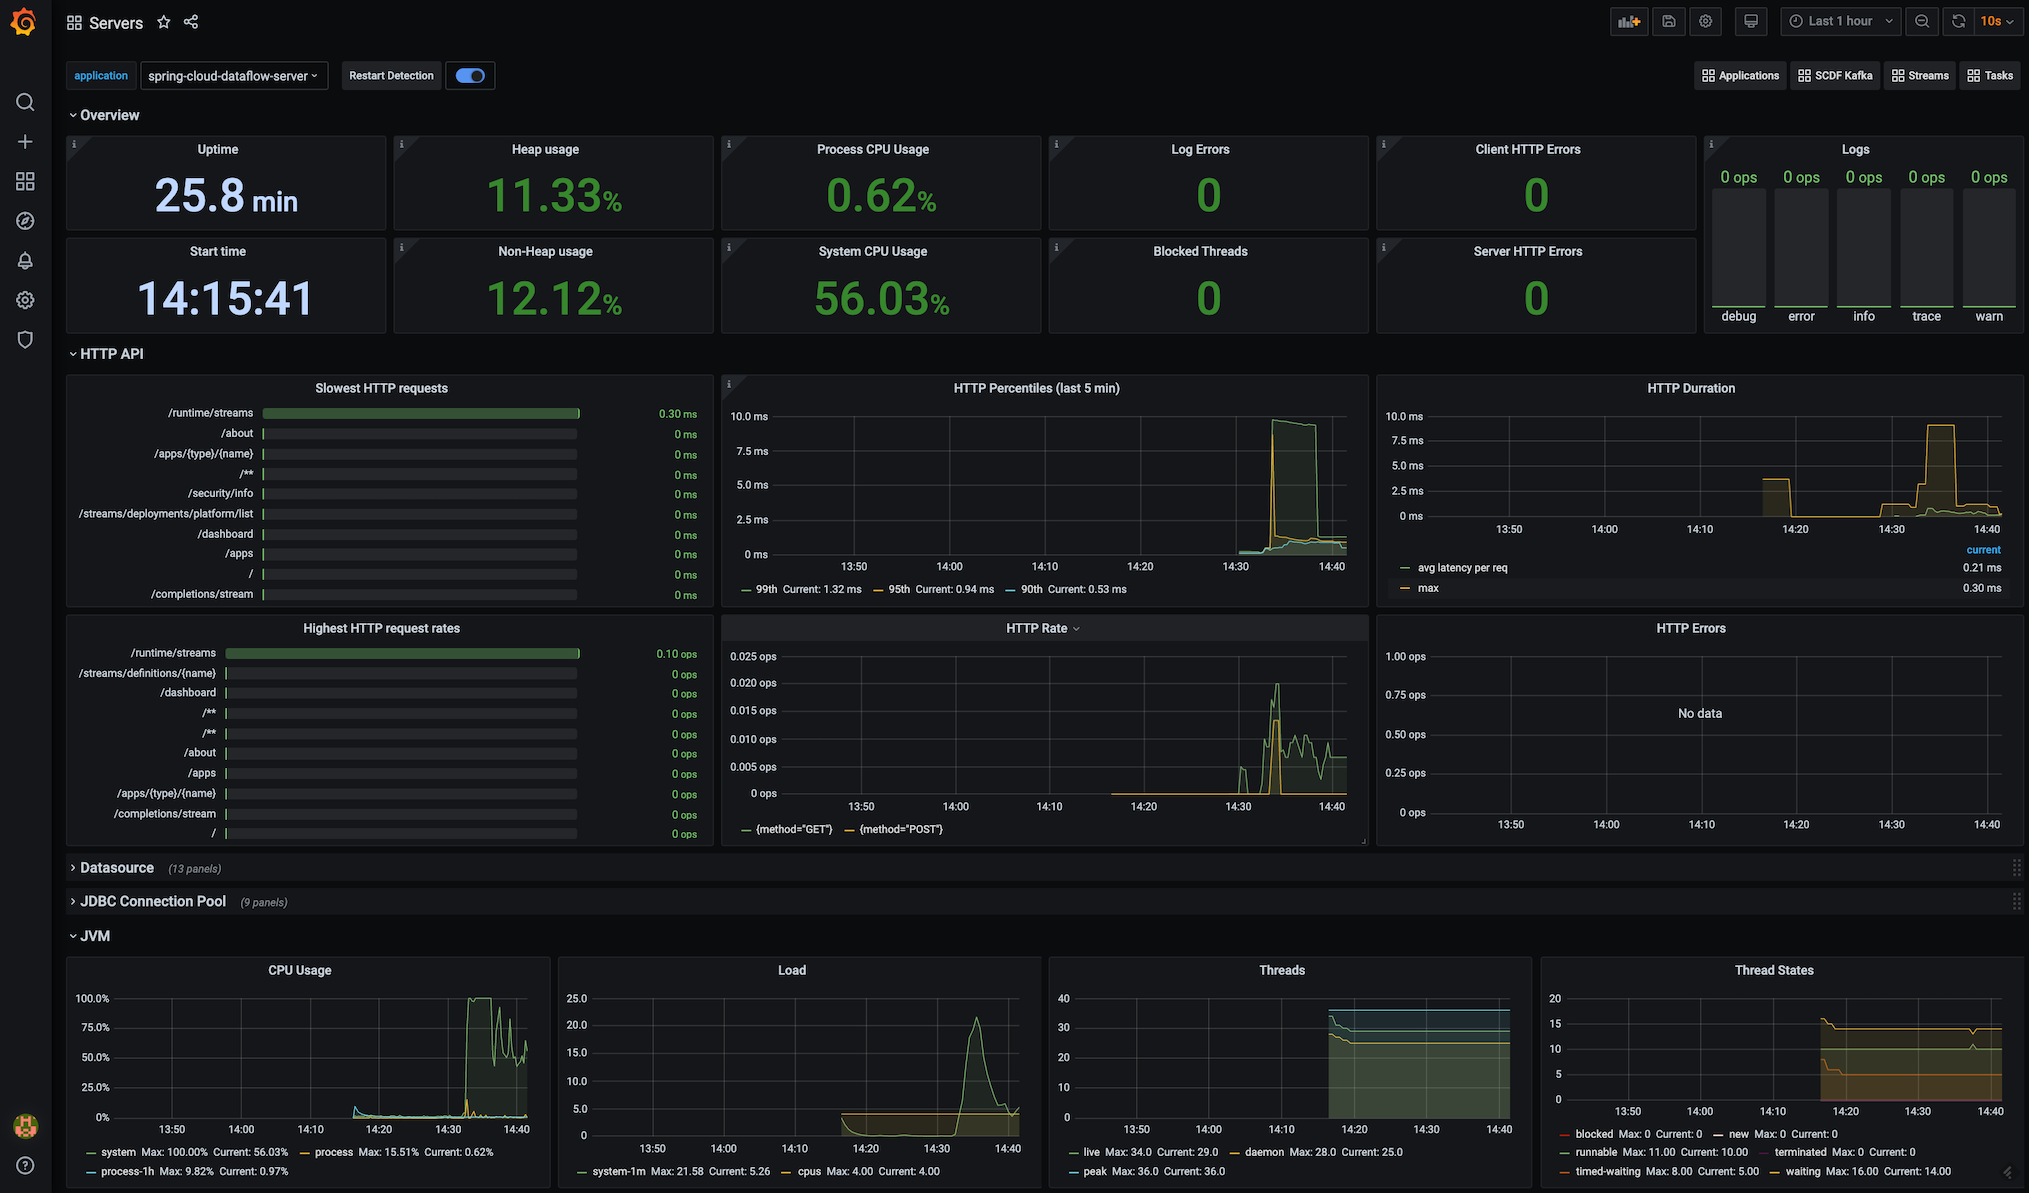 Servers
Last 1 hour
10s
application spring-cloud-dataflow-server Restart Detection
Applications SCDF Kafka Streams Tasks
Overview
Uptime
25.8 min
Heap usage
11.33%
Process CPU Usage
0.62%
Log Errors
0
Client HTTP Errors
0
Logs
0 ops 0 ops 0 ops 0 ops 0 ops
debug error info trace warn
Start time
14:15:41
Non-Heap usage
12.12%
System CPU Usage
56.03%
Blocked Threads
0
Server HTTP Errors
0
HTTP API
Slowest HTTP requests
/runtime/streams 0.30 ms
/about 0 ms
/apps/{type}/{name} 0 ms
/** 0 ms
/security/info 0 ms
/streams/deployments/platform/list 0 ms
/dashboard 0 ms
/apps 0 ms
/ 0 ms
/completions/stream 0 ms
HTTP Percentiles (last 5 min)
10.0 ms
7.5 ms
5.0 ms
2.5 ms
0 ms
13:50 14:00 14:10 14:20 14:30 14:40
99th Current: 1.32 ms 95th Current: 0.94 ms 90th Current: 0.53 ms
HTTP Durration
10.0 ms
7.5 ms
5.0 ms
2.5 ms
0 ms
13:50 14:00 14:10 14:20 14:30 14:40
current
avg latency per req 0.21 ms
max 0.30 ms
Highest HTTP request rates
/runtime/streams 0.10 ops
/streams/definitions/{name} 0 ops
/dashboard 0 ops
/** 0 ops
/** 0 ops
/about 0 ops
/apps 0 ops
/apps/{type}/{name} 0 ops
/completions/stream 0 ops
/ 0 ops
HTTP Rate
0.025 ops
0.020 ops
0.015 ops
0.010 ops
0.005 ops
0 ops
13:50 14:00 14:10 14:20 14:30 14:40
{method="GET"} {method="POST"}
HTTP Errors
1.00 ops
0.75 ops
No data
0.50 ops
0.25 ops
0 ops
13:50 14:00 14:10 14:20 14:30 14:40
Datasource (13 panels)
JDBC Connection Pool (9 panels)
JVM
CPU Usage
100.0%
75.0%
50.0%
25.0%
0%
13:50 14:00 14:10 14:20 14:30 14:40
system Max: 100.00% Current: 56.03% process Max: 15.51% Current: 0.62%
process-1h Max: 9.82% Current: 0.97%
Load
25.0
20.0
15.0
10.0
5.0
0
13:50 14:00 14:10 14:20 14:30 14:40
system-1m Max: 21.58 Current: 5.26 cpus Max: 4.00 Current: 4.00
Threads
40
30
20
10
0
13:50 14:00 14:10 14:20 14:30 14:40
live Max: 34.0 Current: 29.0 daemon Max: 28.0 Current: 25.0
peak Max: 36.0 Current: 36.0
Thread States
20
15
10
5
0
13:50 14:00 14:10 14:20 14:30 14:40
blocked Max: 0 Current: 0 new Max: 0 Current: 0
runnable Max: 11.00 Current: 10.00 terminated Max: 0 Current: 0
timed-waiting Max: 8.00 Current: 5.00 waiting Max: 16.00 Current: 14.00